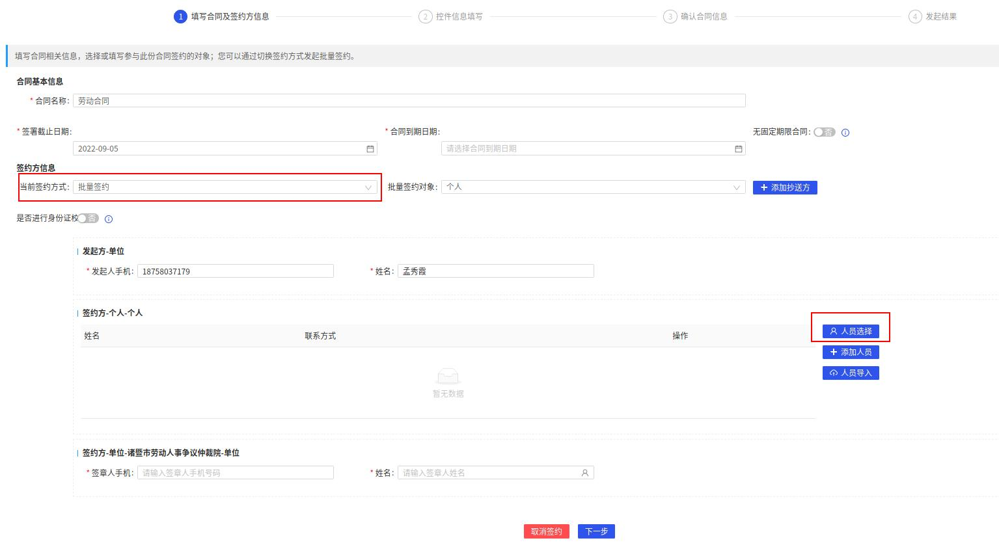 1 填写合同及签约方信息 2 控件信息填写 3 确认合同信息 4 发起结果
填写合同相关信息，选择或填写参与此份合同签约的对象；您可以通过切换签约方式发起批量签约。
合同基本信息
* 合同名称: 劳动合同
* 签署截止日期: * 合同到期日期: 无固定期限合同: 否
2022-09-05 请选择合同到期日期
签约方信息
当前签约方式: 批量签约 批量签约对象: 个人 添加抄送方
是否进行身份证校 否
发起方-单位
* 发起人手机: 18758037179 * 姓名: 孟秀霞
签约方-个人-个人
人员选择
姓名 联系方式 操作
添加人员
人员导入
暂无数据
签约方-单位-诸暨市劳动人事争议仲裁院-单位
* 签章人手机: 请输入签章人手机号码 * 姓名: 请输入签章人姓名
取消签约 下一步